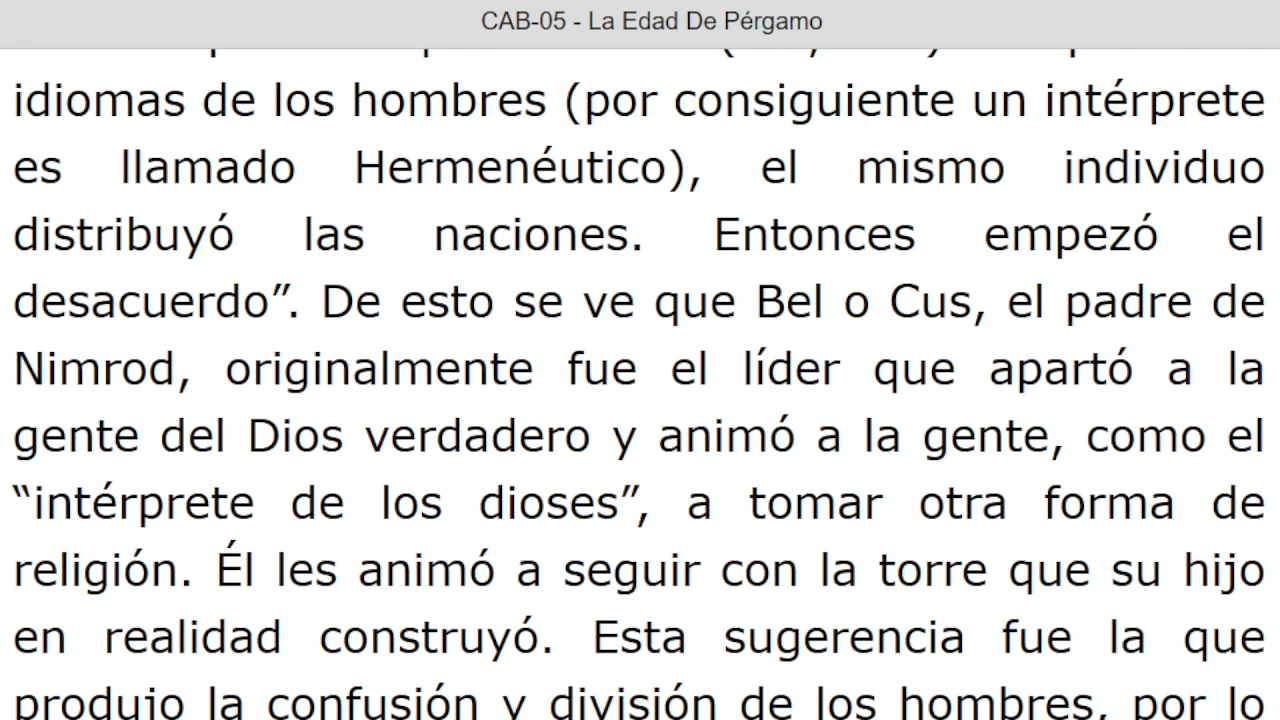 CAB-05 - La Edad De Pérgamo
idiomas de los hombres (por consiguiente un intérprete
es llamado Hermenéutico), el mismo individuo
distribuyó las naciones. Entonces empezó el
desacuerdo”. De esto se ve que Bel o Cus, el padre de
Nimrod, originalmente fue el líder que apartó a la
gente del Dios verdadero y animó a la gente, como el
“intérprete de los dioses”, a tomar otra forma de
religión. Él les animó a seguir con la torre que su hijo
en realidad construyó. Esta sugerencia fue la que
produjo la confusión y división de los hombres, por lo